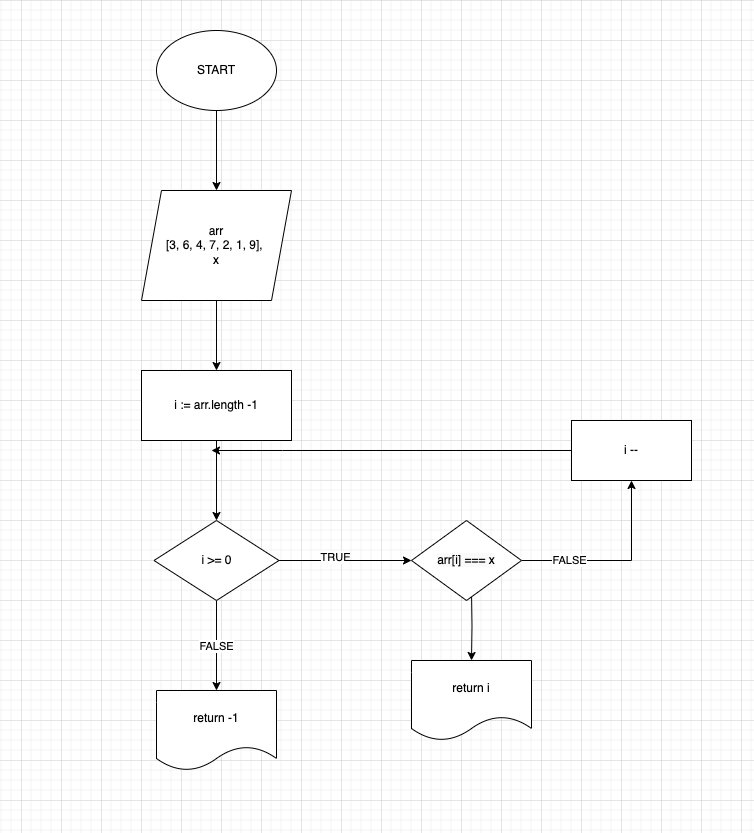 START
arr
[3, 6, 4, 7, 2, 1, 9],
x
i := arr.length -1
i --
i >= 0
TRUE
arr[i] === x
FALSE
FALSE
return i
return -1